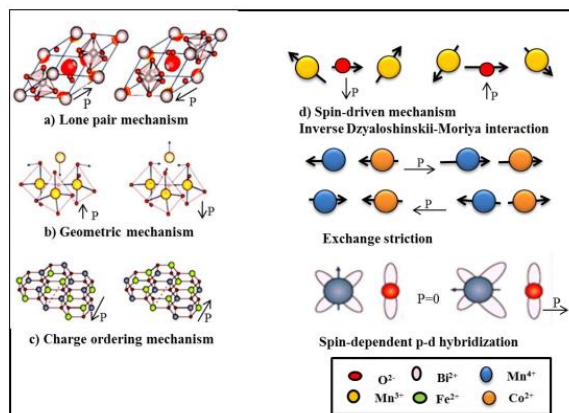 P
P
a) Lone pair mechanism
P
P
b) Geometric mechanism
P
P
c) Charge ordering mechanism
P
P
d) Spin-driven mechanism
Inverse Dzyaloshinskii-Moriya interaction
P
P
Exchange striction
P=0
P
Spin-dependent p-d hybridization
O²⁻ Bi²⁺ Mn⁴⁺
Mn³⁺ Fe²⁺ Co²⁺